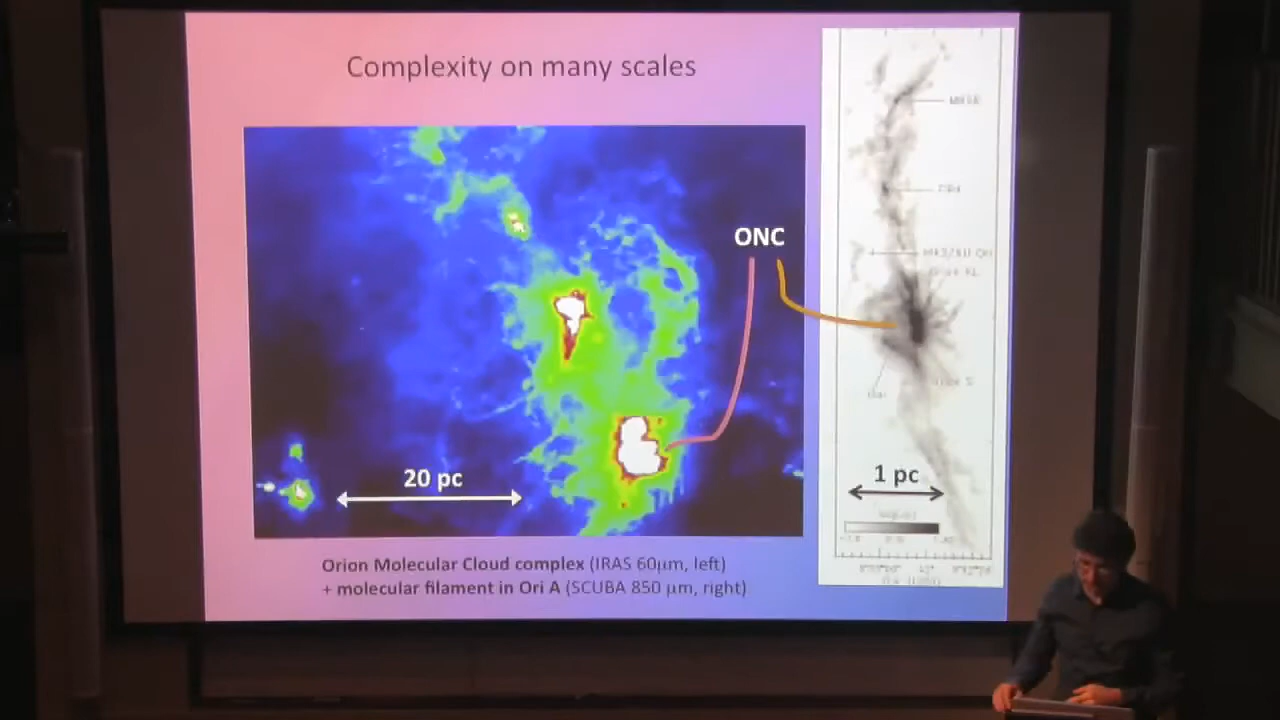 Complexity on many scales
ONC
20 pc
1 pc
Orion Molecular Cloud complex (IRAS 60μm, left)
+ molecular filament in Ori A (SCUBA 850 μm, right)